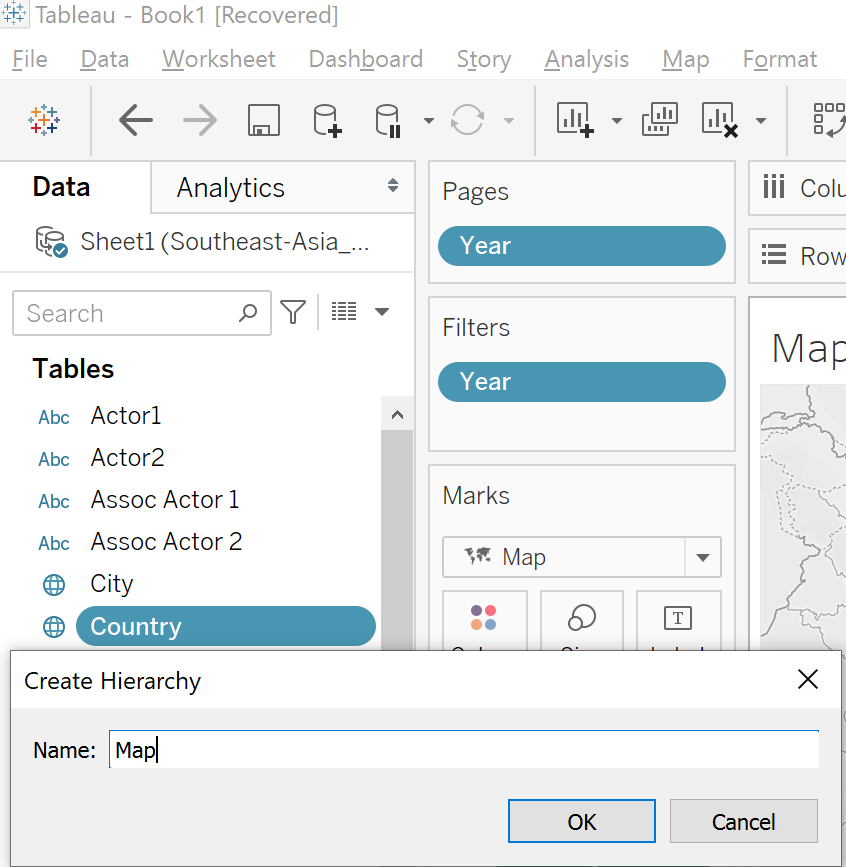 Tableau - Book1 [Recovered]
File Data Worksheet Dashboard Story Analysis Map Format
Data
Analytics
Sheet1 (Southeast-Asia_...
Search
Tables
Abc Actor1
Abc Actor2
Abc Assoc Actor 1
Abc Assoc Actor 2
City
Country
Pages
Year
Filters
Year
Marks
Map
T
Map
Create Hierarchy
Name: Map
OK Cancel